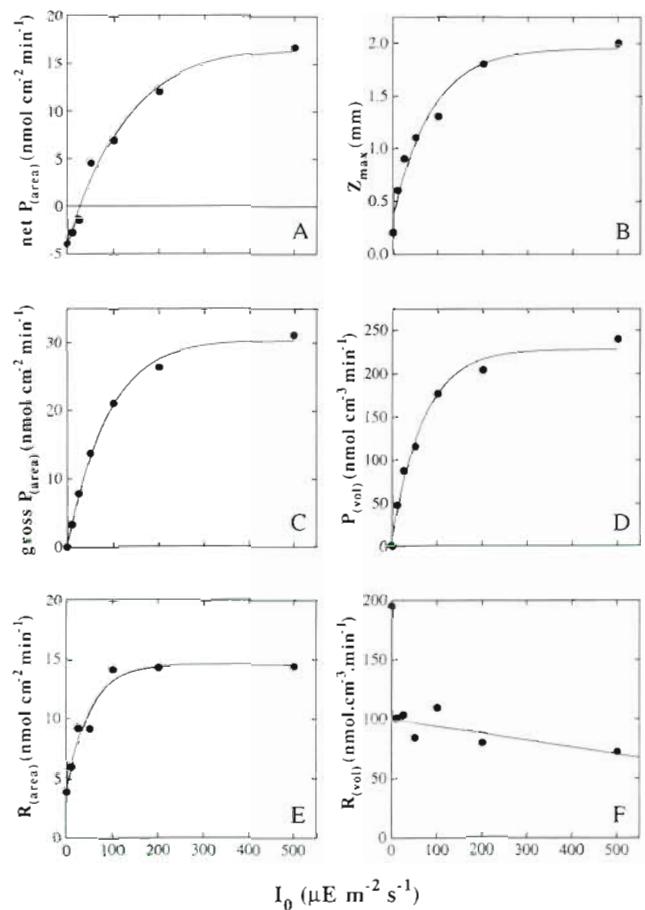 20
15
10
5
0
-5
net P(area) (nmol cm-2 min-1)
A
2.0
1.5
1.0
0.5
0.0
Zmax (mm)
B
30
20
10
0
gross P(area) (nmol cm-2 min-1)
C
250
200
150
100
50
0
P(vol) (nmol cm-3 min-1)
D
20
15
10
5
0
R(area) (nmol cm-2 min-1)
E
0 100 200 300 400 500
200
150
100
50
0
R(vol) (nmol.cm-3.min-1)
F
0 100 200 300 400 500
I0 (µE m-2 s-1)